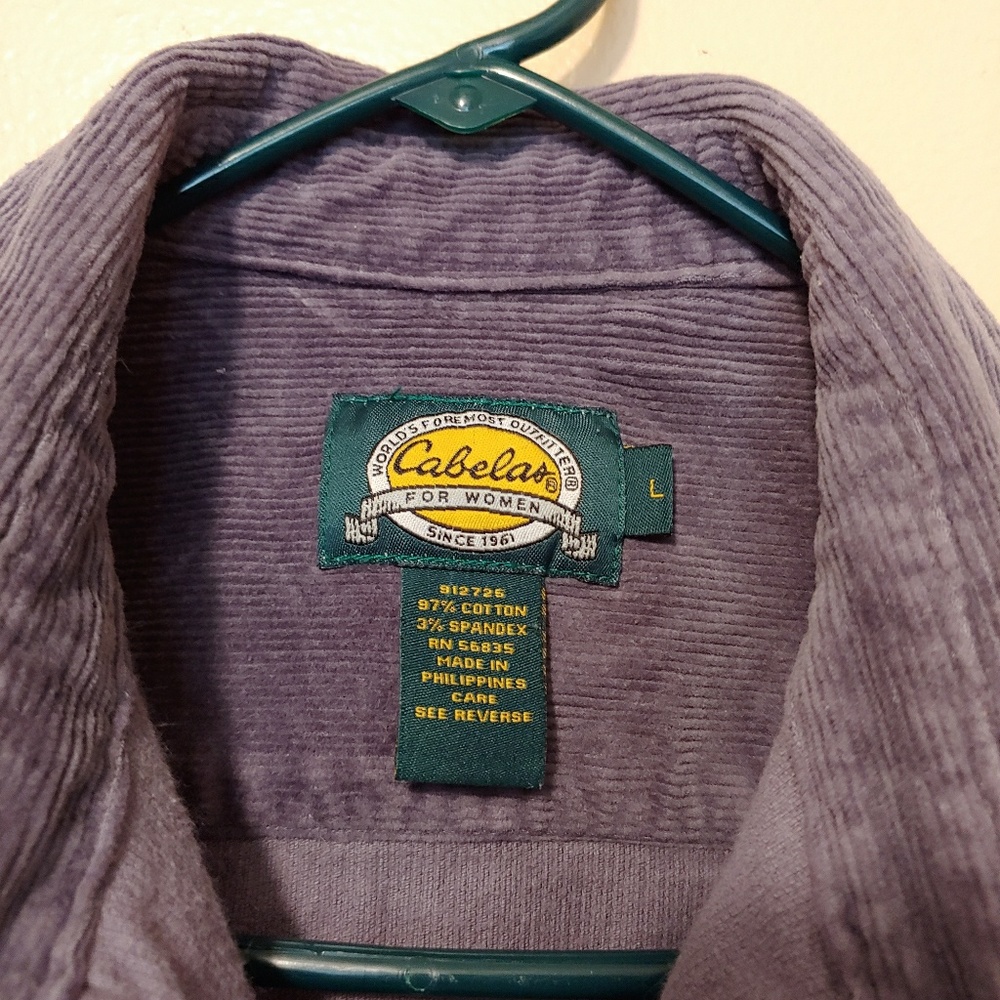 WORLD'S FOREMOST OUTFITTER®
Cabelas®
FOR WOMEN
SINCE 1961
L
912725
97% COTTON
3% SPANDEX
RN 56835
MADE IN
PHILIPPINES
CARE
SEE REVERSE